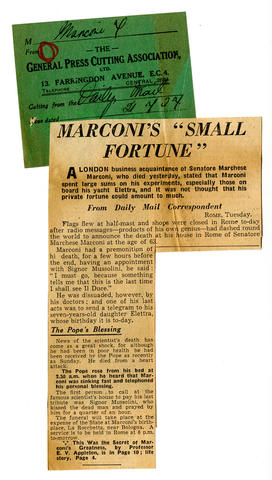 M Marconi
From
— THE —
GENERAL PRESS CUTTING ASSOCIATION,
LTD.
13 FARRINGDON AVENUE, E.C.4.
TELEPHONE CENTRAL
Cutting from the Daily Mail
dated 21.7.37
MARCONI'S "SMALL
FORTUNE"
A LONDON business acquaintance of Senatore Marchese
Marconi, who died yesterday, stated that Marconi
spent large sums on his experiments, especially those on
board his yacht Elettra, and it was not thought that his
private fortune could amount to much.
From Daily Mail Correspondent
ROME, Tuesday.
Flags flew at half-mast and shops were closed in Rome to-day
after radio messages—products of his own genius—had dashed round
the world to announce the death at his house in Rome of Senatore
Marchese Marconi at the age of 63.
Marconi had a premonition of
hi death, for a few hours before
the end, having an appointment
with Signor Mussolini, he said:
"I must go, because something
tells me that this is the last time
I shall see Il Duce."
He was dissuaded, however, by
his doctors; and one of his last
acts was to send a telegram to his
seven-years-old daughter Elettra,
whose birthday it is to-day.
The Pope's Blessing
News of the scientist's death has
come as a great shock, for although
he had been in poor health he had
been received by the Pope as recently
as Sunday. He died from a heart
attack.
The Pope rose from his bed at
3.30 a.m. when he heard that Mar-
coni was sinking fast and telephoned
his personal blessing.
The first person to call at the
famous scientist's house to pay his last
tribute was Signor Mussolini, who
kissed the dead man and prayed by
him for a quarter of an hour.
The funeral will take place at the
expense of the State at Marconi's birth-
place, La Rocchetta, near Bologna. A
service is to be held in Rome at 6 p.m.
to-morrow.
*.* This Was the Secret of Mar-
coni's Greatness, by Professor
E. V. Appleton, is in Page 10; life
story, Page 4.